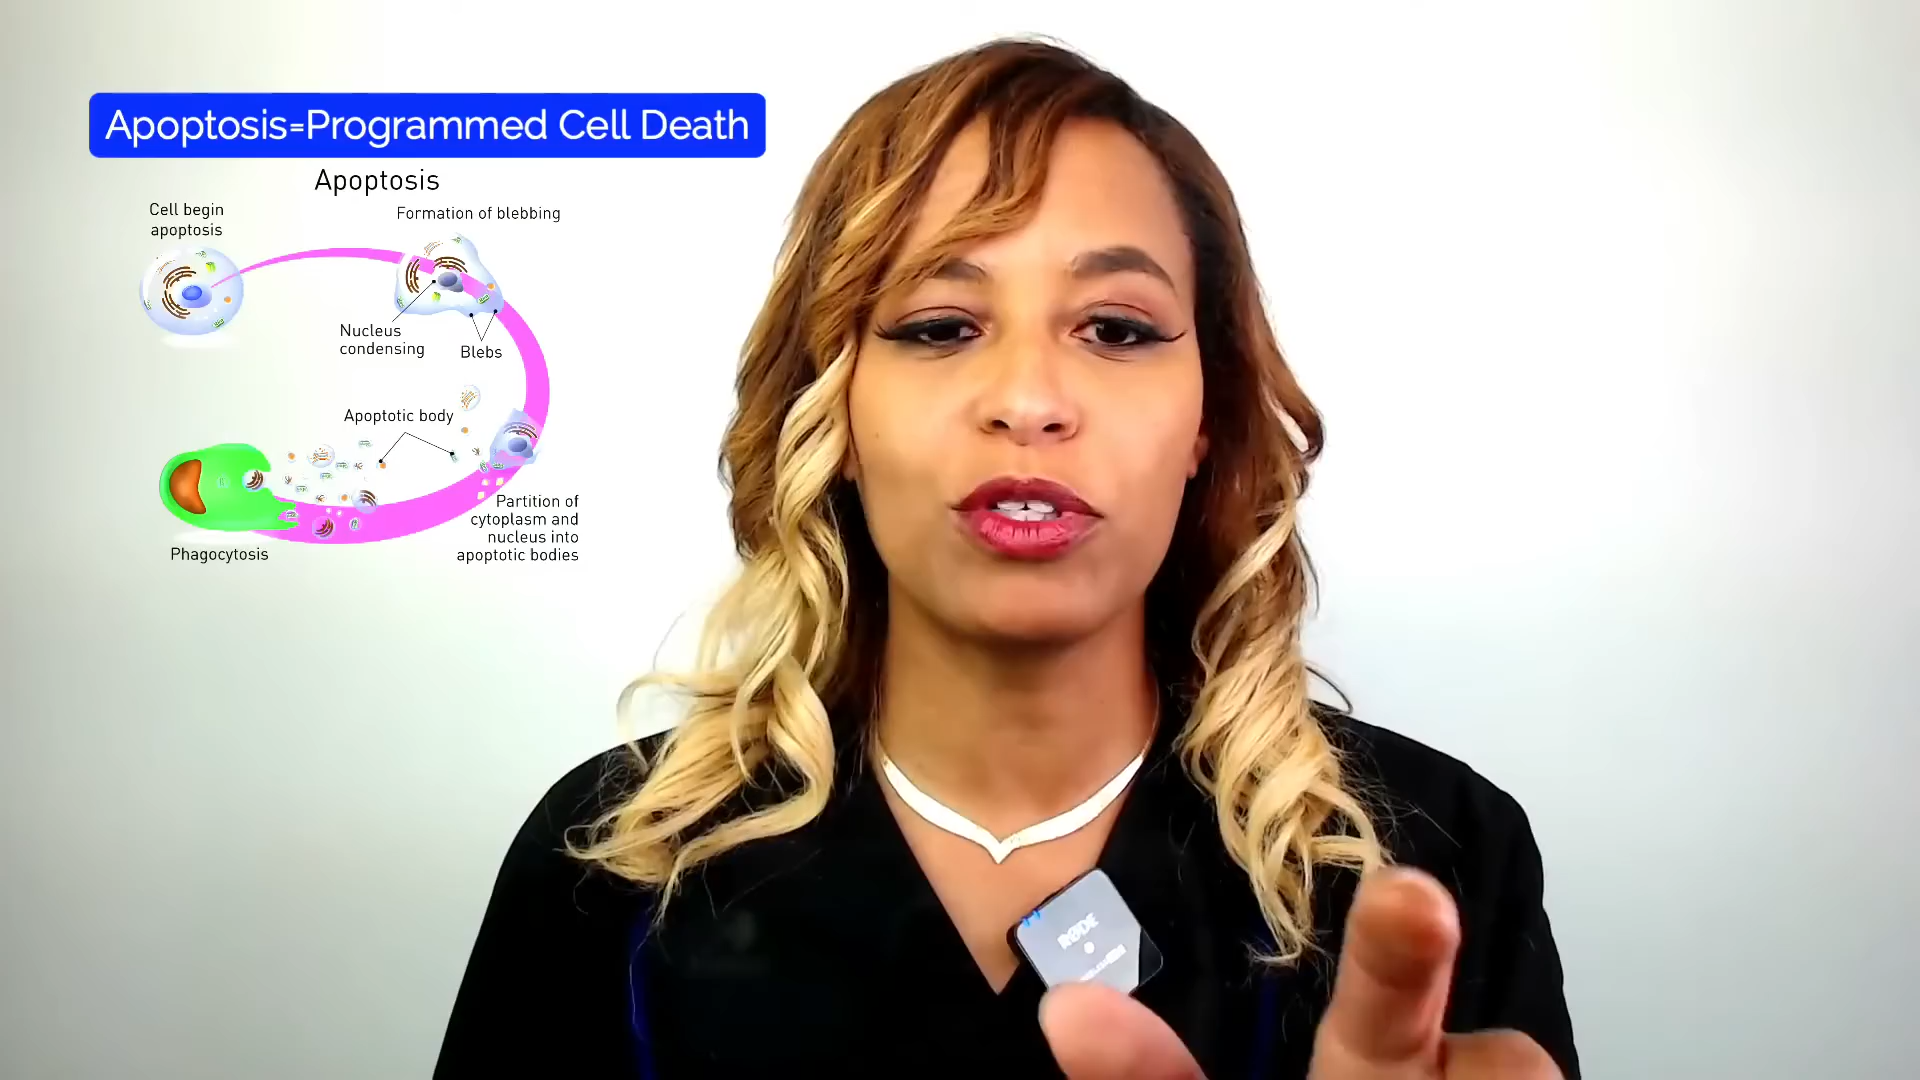 Apoptosis=Programmed Cell Death
Apoptosis
Cell begin
apoptosis
Formation of blebbing
Nucleus
condensing
Blebs
Apoptotic body
Partition of
cytoplasm and
nucleus into
apoptotic bodies
Phagocytosis
RØDE